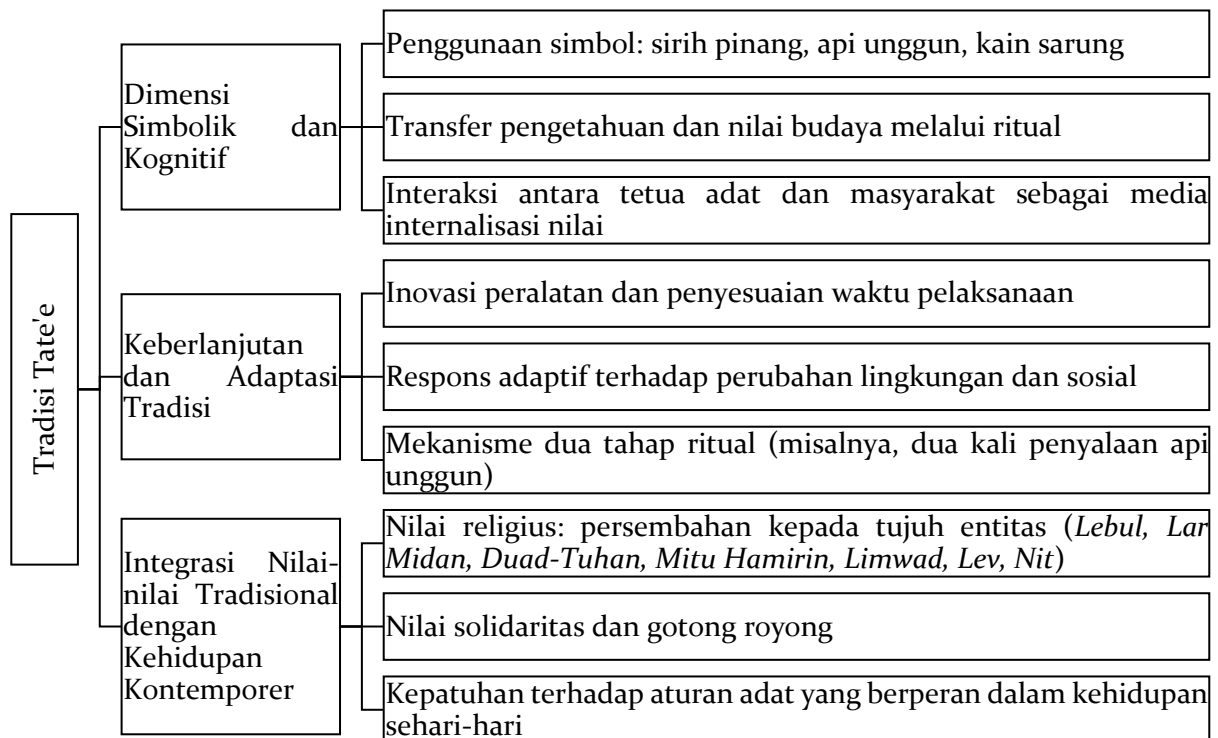 Tradisi Tate'e
Dimensi
Simbolik dan
Kognitif
Penggunaan simbol: sirih pinang, api unggun, kain sarung
Transfer pengetahuan dan nilai budaya melalui ritual
Interaksi antara tetua adat dan masyarakat sebagai media
internalisasi nilai
Keberlanjutan
dan Adaptasi
Tradisi
Inovasi peralatan dan penyesuaian waktu pelaksanaan
Respons adaptif terhadap perubahan lingkungan dan sosial
Mekanisme dua tahap ritual (misalnya, dua kali penyalaan api
unggun)
Integrasi Nilai-
nilai Tradisional
dengan
Kehidupan
Kontemporer
Nilai religius: persembahan kepada tujuh entitas (Lebul, Lar
Midan, Duad-Tuhan, Mitu Hamirin, Limwad, Lev, Nit)
Nilai solidaritas dan gotong royong
Kepatuhan terhadap aturan adat yang berperan dalam kehidupan
sehari-hari